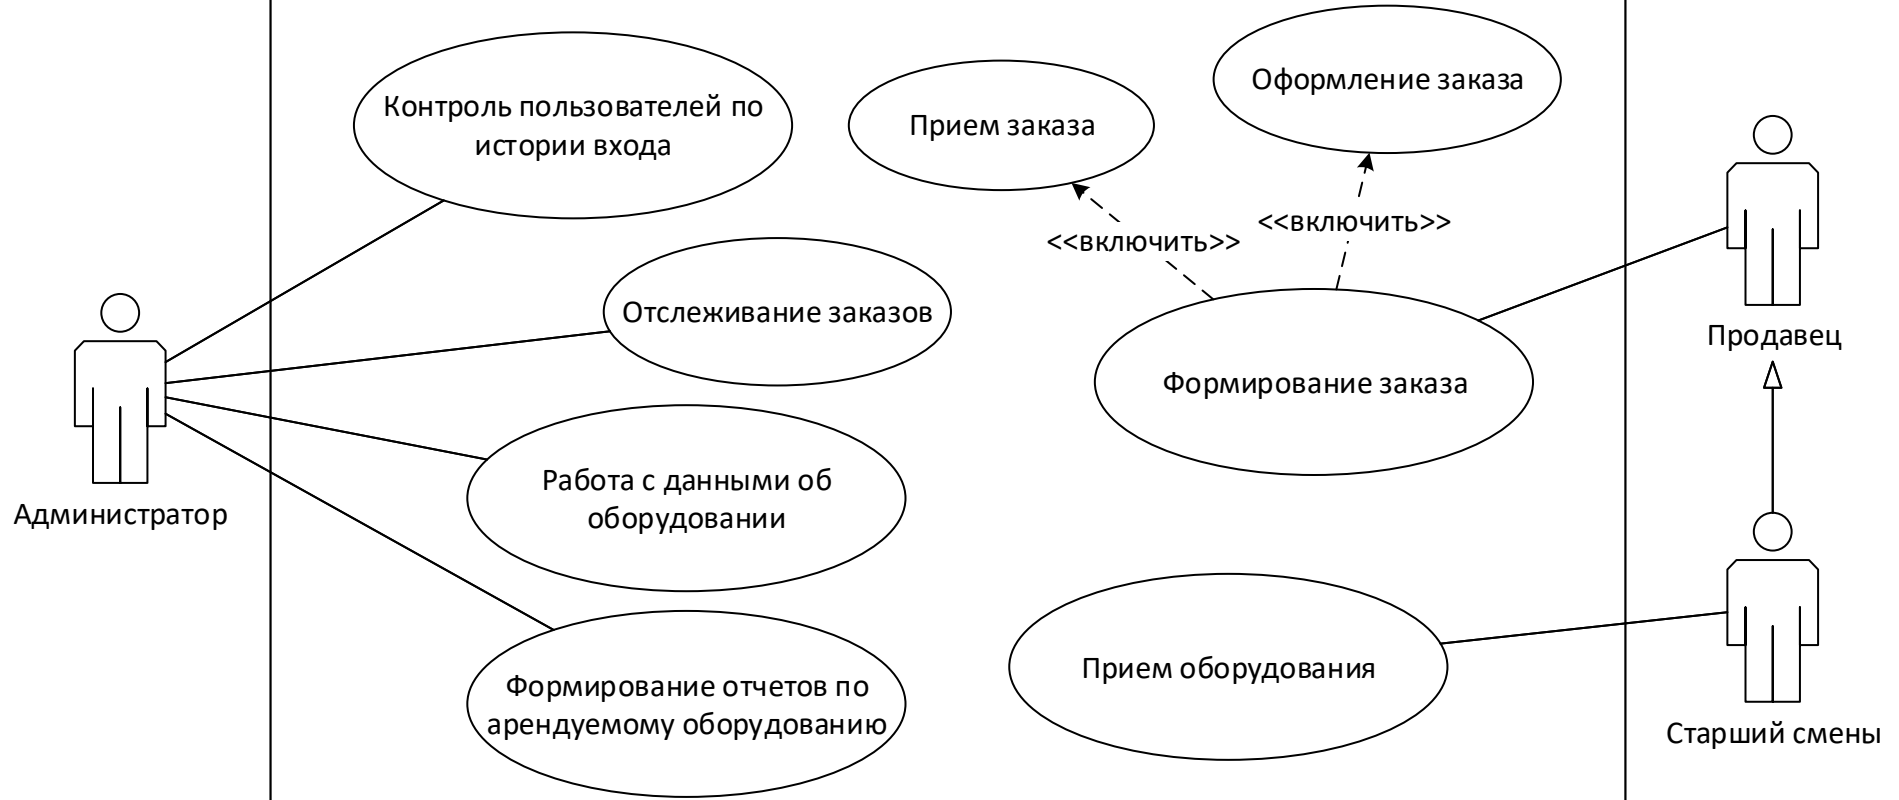 Контроль пользователей по
истории входа
Прием заказа
Оформление заказа
<<включить>>
<<включить>>
Отслеживание заказов
Формирование заказа
Продавец
Администратор
Работа с данными об
оборудовании
Прием оборудования
Формирование отчетов по
арендуемому оборудованию
Старший смены